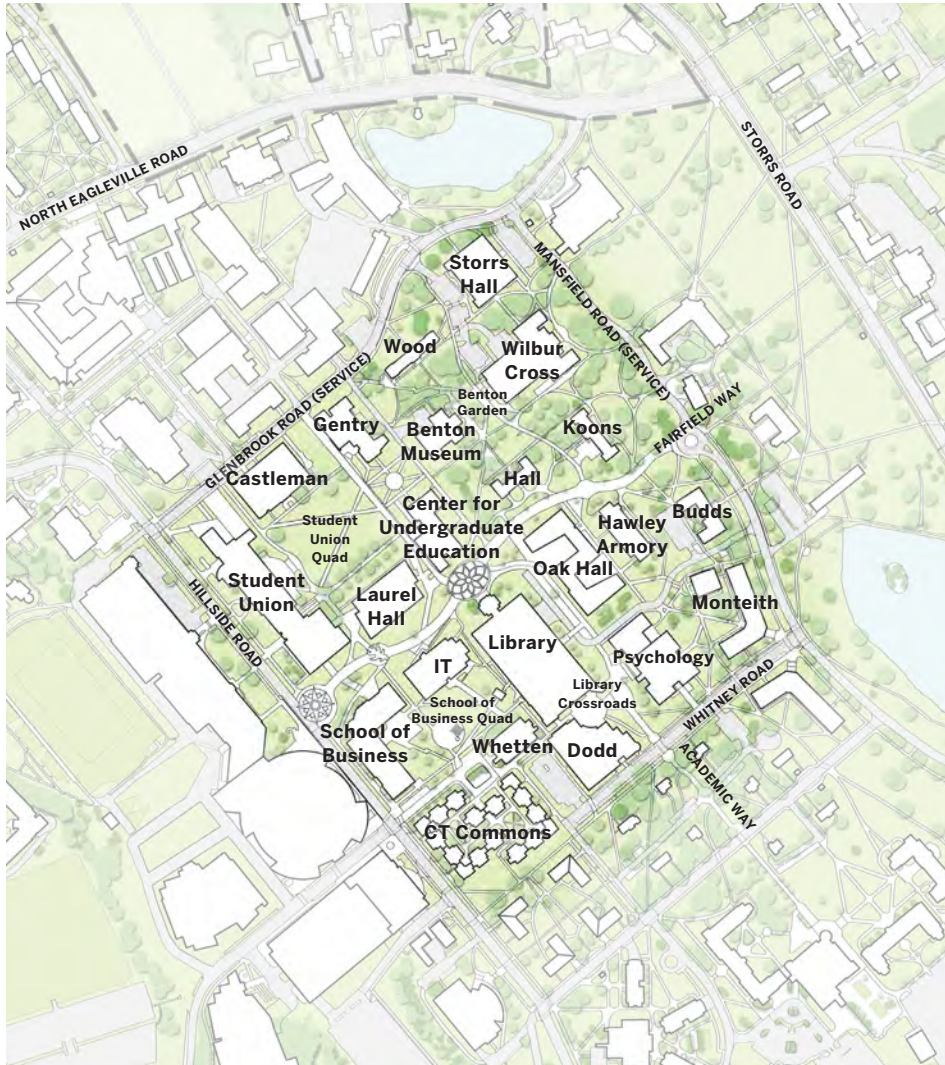 NORTH EAGLEVILLE ROAD
STORRS ROAD
Storrs
Hall
MANSFIELD ROAD (SERVICE)
Wood
Wilbur
Cross
GLENBROOK ROAD (SERVICE)
Benton
Garden
FAIRFIELD WAY
Gentry
Benton
Museum
Koons
Castleman
Hall
Center for
Undergraduate
Education
Student
Union
Quad
Hawley
Armory
Budds
Oak Hall
Student
Union
Laurel
Hall
Monteith
HILLSIDE ROAD
Library
Psychology
IT
Library
Crossroads
School of
Business Quad
WHITNEY ROAD
School of
Business
Whetten
Dodd
ACADEMIC WAY
CT Commons